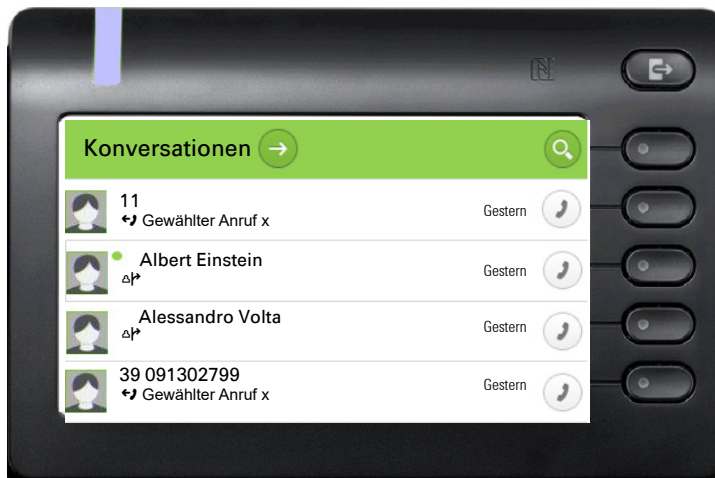 Konversationen
11
Gewählter Anruf x
Gestern
Albert Einstein
Gestern
Alessandro Volta
Gestern
39 091302799
Gewählter Anruf x
Gestern